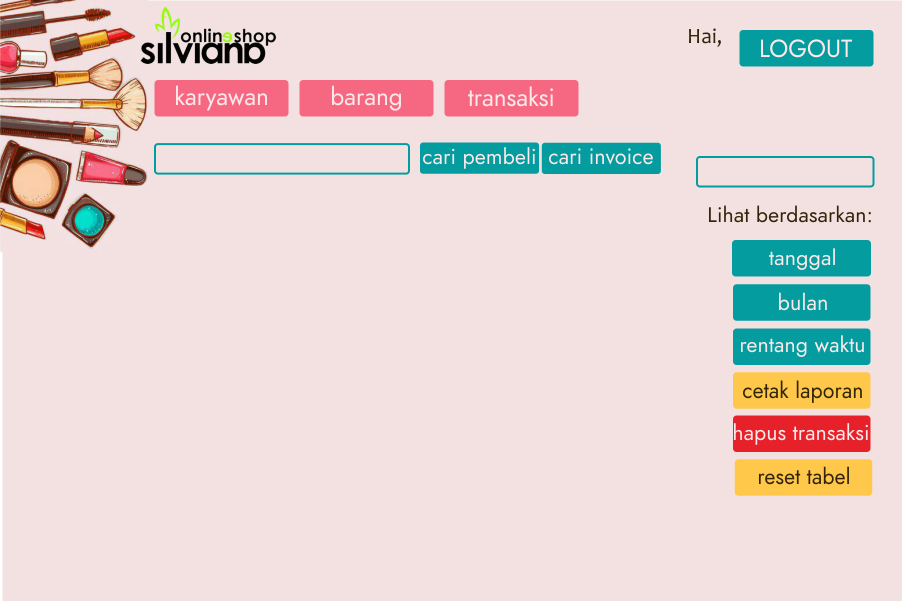 onlineshop
silviana
Hai,
LOGOUT
karyawan
barang
transaksi
cari pembeli
cari invoice
Lihat berdasarkan:
tanggal
bulan
rentang waktu
cetak laporan
hapus transaksi
reset tabel